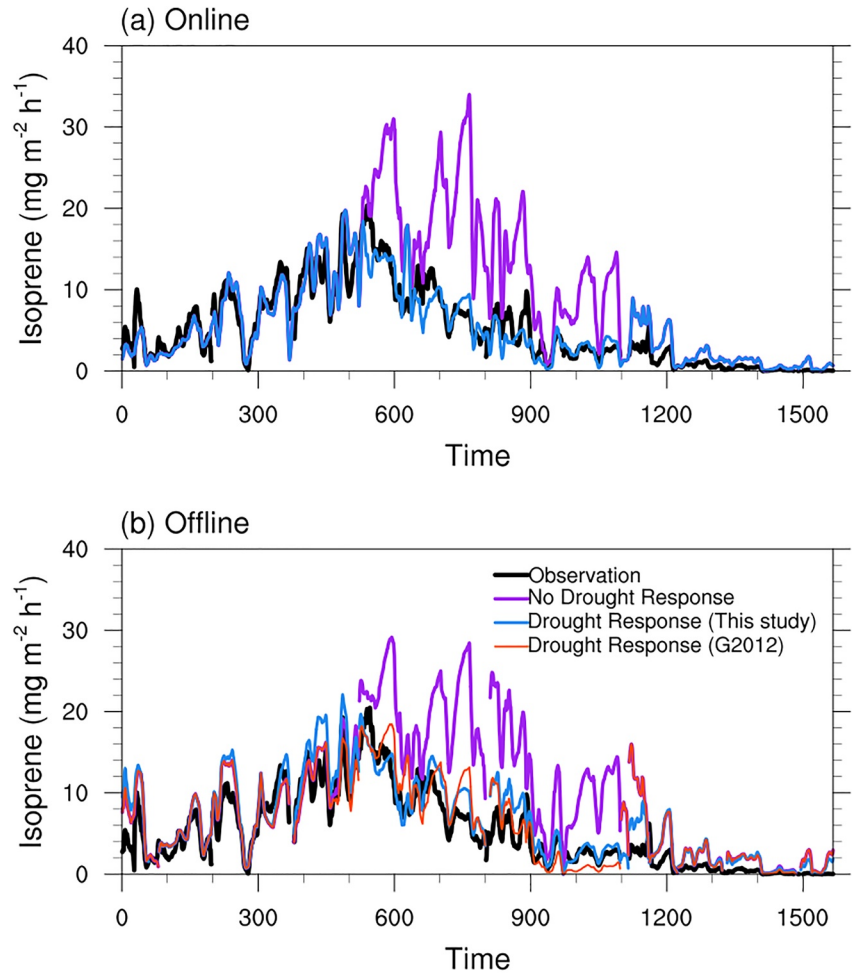 (a) Online
40
30
20
10
0
Isoprene (mg m-2 h-1)
0 300 600 900 1200 1500
Time
(b) Offline
40
30
20
10
0
Isoprene (mg m-2 h-1)
Observation
No Drought Response
Drought Response (This study)
Drought Response (G2012)
0 300 600 900 1200 1500
Time